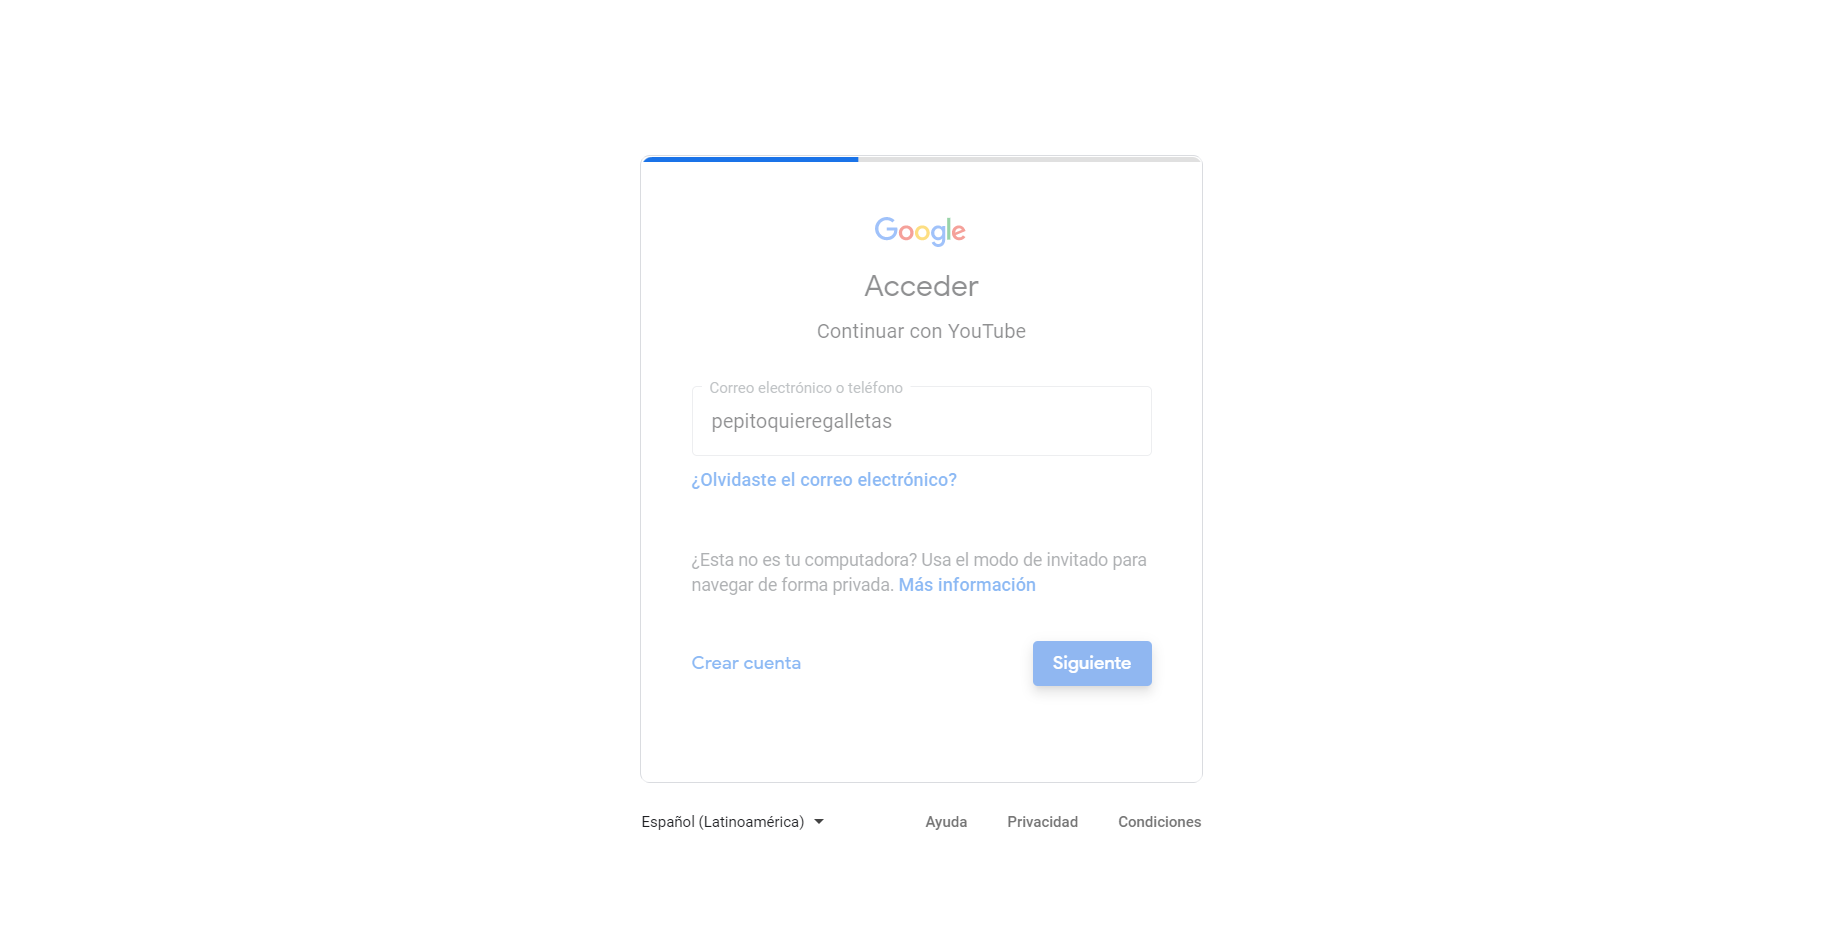 Google
Acceder
Continuar con YouTube
Correo electrónico o teléfono
pepitoquieregalletas
¿Olvidaste el correo electrónico?
¿Esta no es tu computadora? Usa el modo de invitado para
navegar de forma privada. Más información
Crear cuenta
Siguiente
Español (Latinoamérica)
Ayuda
Privacidad
Condiciones